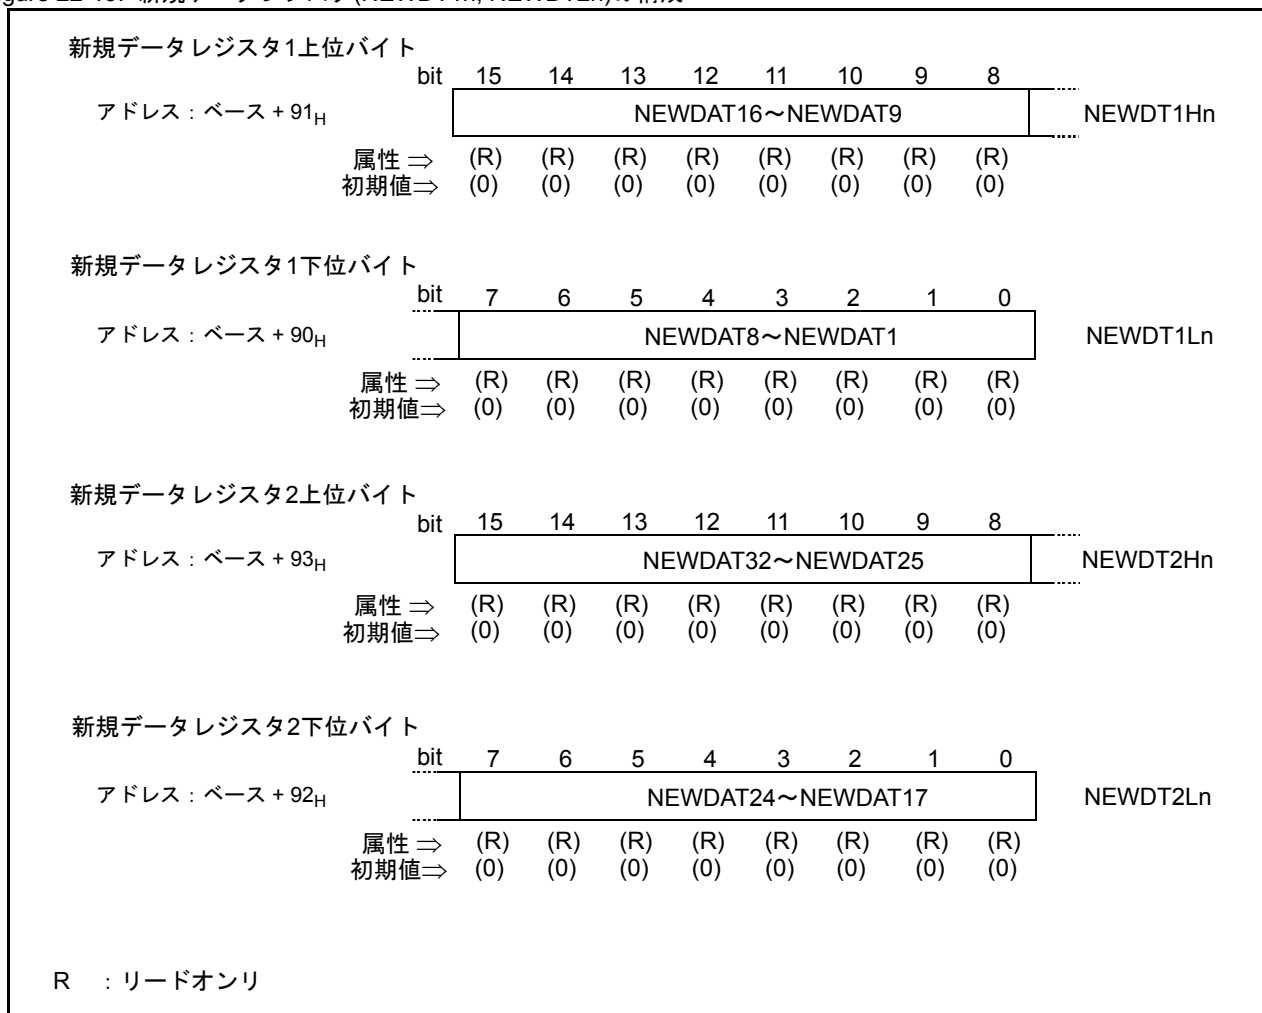 新規データレジスタ1上位バイト
bit 15 14 13 12 11 10 9 8
アドレス : ベース + 91H NEWDAT16〜NEWDAT9 NEWDT1Hn
属性 ⇒ (R) (R) (R) (R) (R) (R) (R) (R)
初期値⇒ (0) (0) (0) (0) (0) (0) (0) (0)
新規データレジスタ1下位バイト
bit 7 6 5 4 3 2 1 0
アドレス : ベース + 90H NEWDAT8〜NEWDAT1 NEWDT1Ln
属性 ⇒ (R) (R) (R) (R) (R) (R) (R) (R)
初期値⇒ (0) (0) (0) (0) (0) (0) (0) (0)
新規データレジスタ2上位バイト
bit 15 14 13 12 11 10 9 8
アドレス : ベース + 93H NEWDAT32〜NEWDAT25 NEWDT2Hn
属性 ⇒ (R) (R) (R) (R) (R) (R) (R) (R)
初期値⇒ (0) (0) (0) (0) (0) (0) (0) (0)
新規データレジスタ2下位バイト
bit 7 6 5 4 3 2 1 0
アドレス : ベース + 92H NEWDAT24〜NEWDAT17 NEWDT2Ln
属性 ⇒ (R) (R) (R) (R) (R) (R) (R) (R)
初期値⇒ (0) (0) (0) (0) (0) (0) (0) (0)
R : リードオンリ